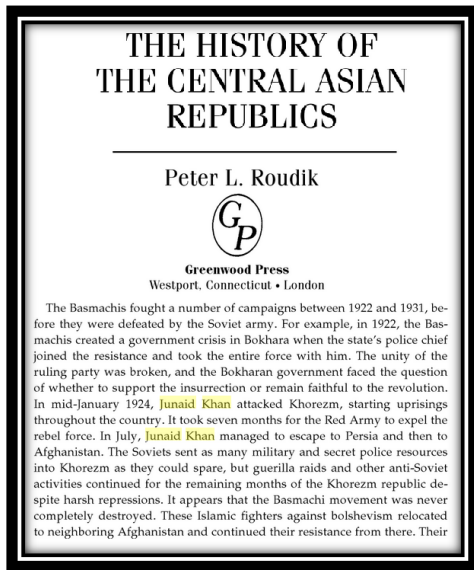 THE HISTORY OF
THE CENTRAL ASIAN
REPUBLICS
Peter L. Roudik
GP
Greenwood Press
Westport, Connecticut • London
The Basmachis fought a number of campaigns between 1922 and 1931, be-
fore they were defeated by the Soviet army. For example, in 1922, the Bas-
machis created a government crisis in Bokhara when the state's police chief
joined the resistance and took the entire force with him. The unity of the
ruling party was broken, and the Bokharan government faced the question
of whether to support the insurrection or remain faithful to the revolution.
In mid-January 1924, Junaid Khan attacked Khorezm, starting uprisings
throughout the country. It took seven months for the Red Army to expel the
rebel force. In July, Junaid Khan managed to escape to Persia and then to
Afghanistan. The Soviets sent as many military and secret police resources
into Khorezm as they could spare, but guerilla raids and other anti-Soviet
activities continued for the remaining months of the Khorezm republic de-
spite harsh repressions. It appears that the Basmachi movement was never
completely destroyed. These Islamic fighters against bolshevism relocated
to neighboring Afghanistan and continued their resistance from there. Their